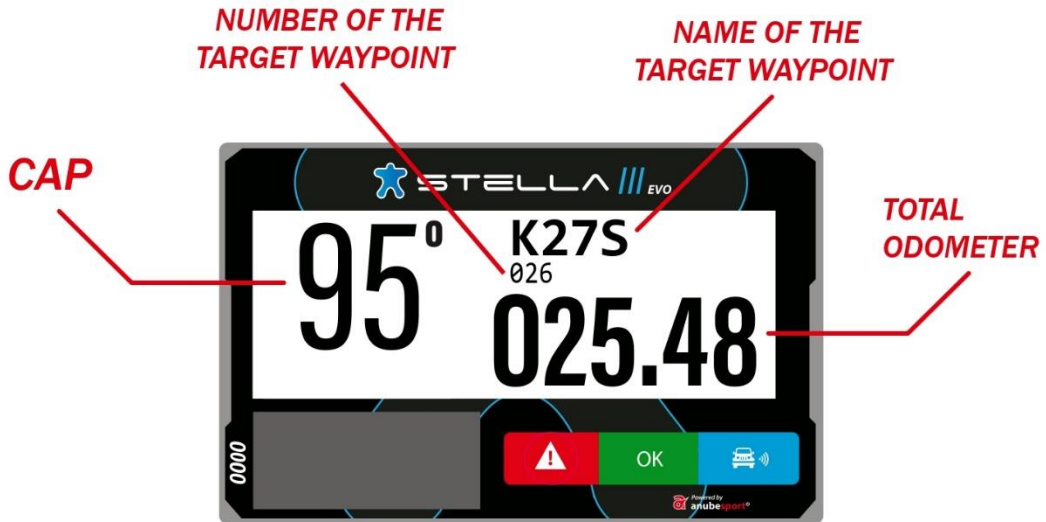 NUMBER OF THE
TARGET WAYPOINT
NAME OF THE
TARGET WAYPOINT
CAP
STELLA III EVO
95°
K27S
026
025.48
TOTAL
ODOMETER
0000
OK
Powered by
anubesport®